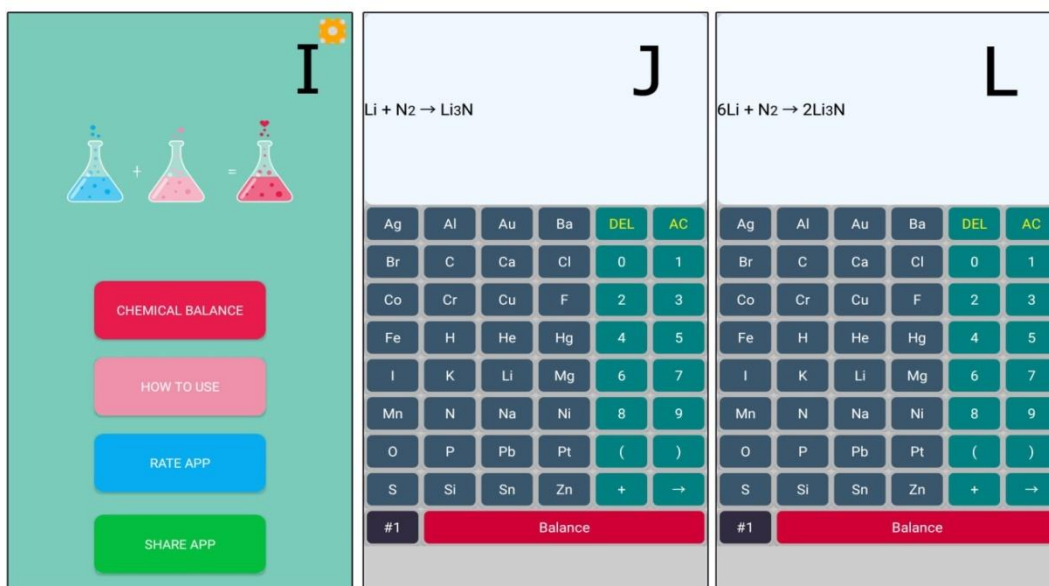 I
+ =
CHEMICAL BALANCE
HOW TO USE
RATE APP
SHARE APP
J
Li + N2 → Li3N
Ag Al Au Ba DEL AC
Br C Ca Cl 0 1
Co Cr Cu F 2 3
Fe H He Hg 4 5
I K Li Mg 6 7
Mn N Na Ni 8 9
O P Pb Pt ( )
S Si Sn Zn + →
#1 Balance
L
6Li + N2 → 2Li3N
Ag Al Au Ba DEL AC
Br C Ca Cl 0 1
Co Cr Cu F 2 3
Fe H He Hg 4 5
I K Li Mg 6 7
Mn N Na Ni 8 9
O P Pb Pt ( )
S Si Sn Zn + →
#1 Balance